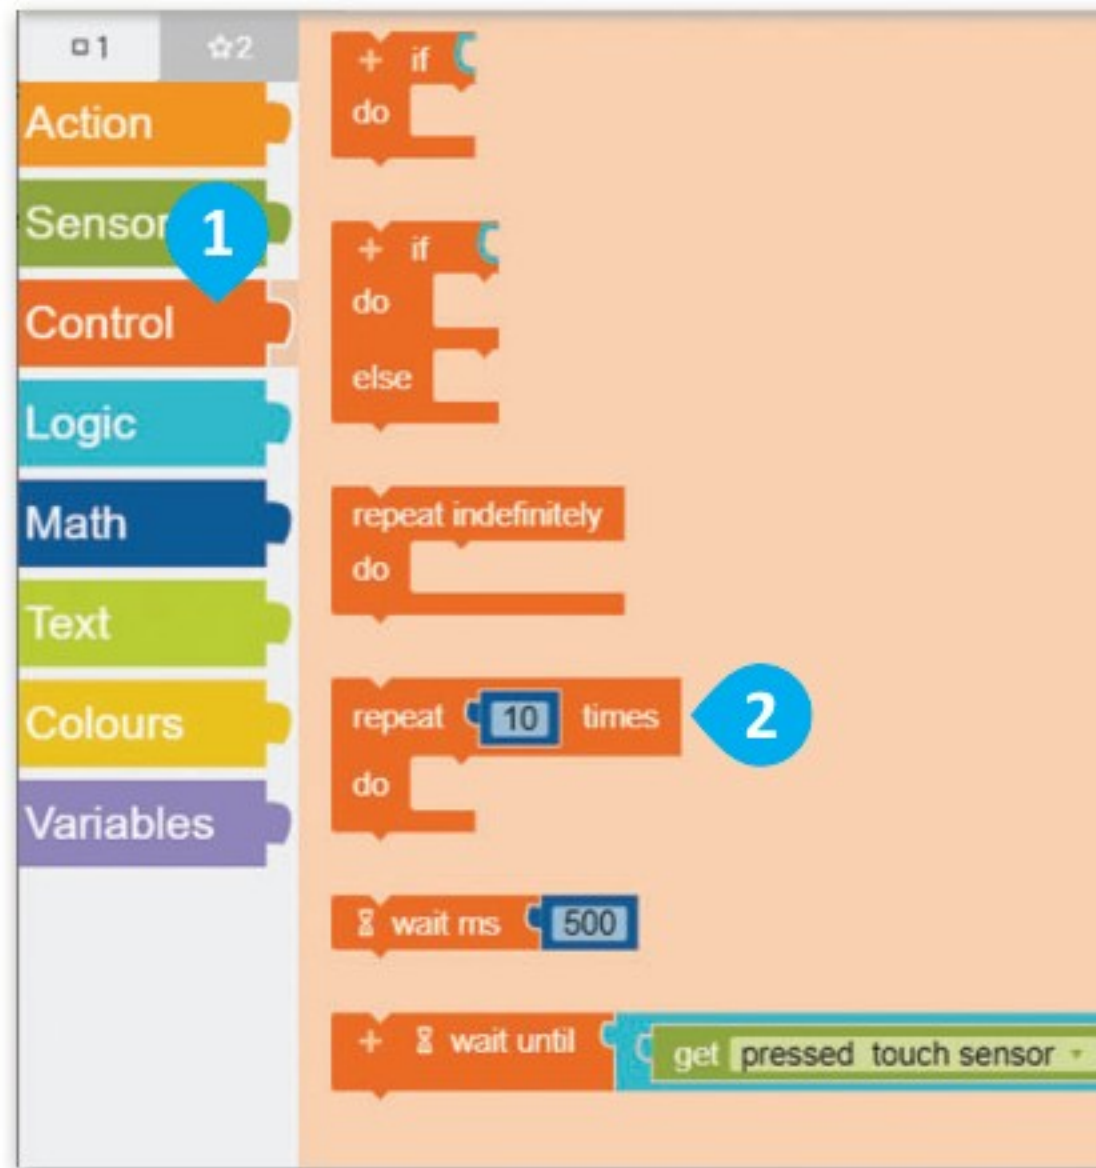 1
2
Action
Sensor
Control
Logic
Math
Text
Colours
Variables
1
+ if
do
+ if
do
else
repeat indefinitely
do
repeat 10 times
do
2
wait ms 500
+ wait until get pressed touch sensor